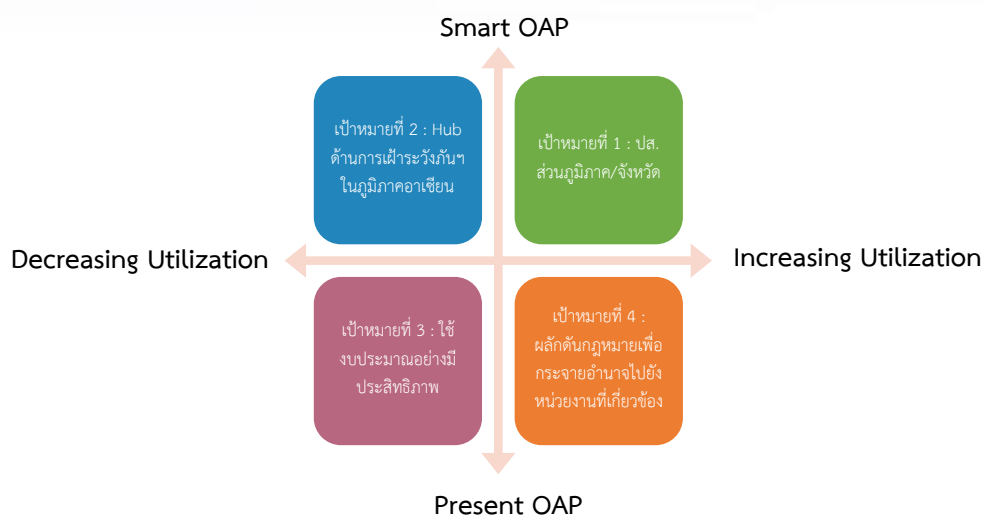 Smart OAP
เป้าหมายที่ 2 : Hub
ด้านการเฝ้าระวังภันฯ
ในภูมิภาคอาเซียน
เป้าหมายที่ 1 : ปส.
ส่วนภูมิภาค/จังหวัด
Decreasing Utilization
Increasing Utilization
เป้าหมายที่ 3 : ใช้
งบประมาณอย่างมี
ประสิทธิภาพ
เป้าหมายที่ 4 :
ผลักดันกฎหมายเพื่อ
กระจายอำนาจไปยัง
หน่วยงานที่เกี่ยวข้อง
Present OAP